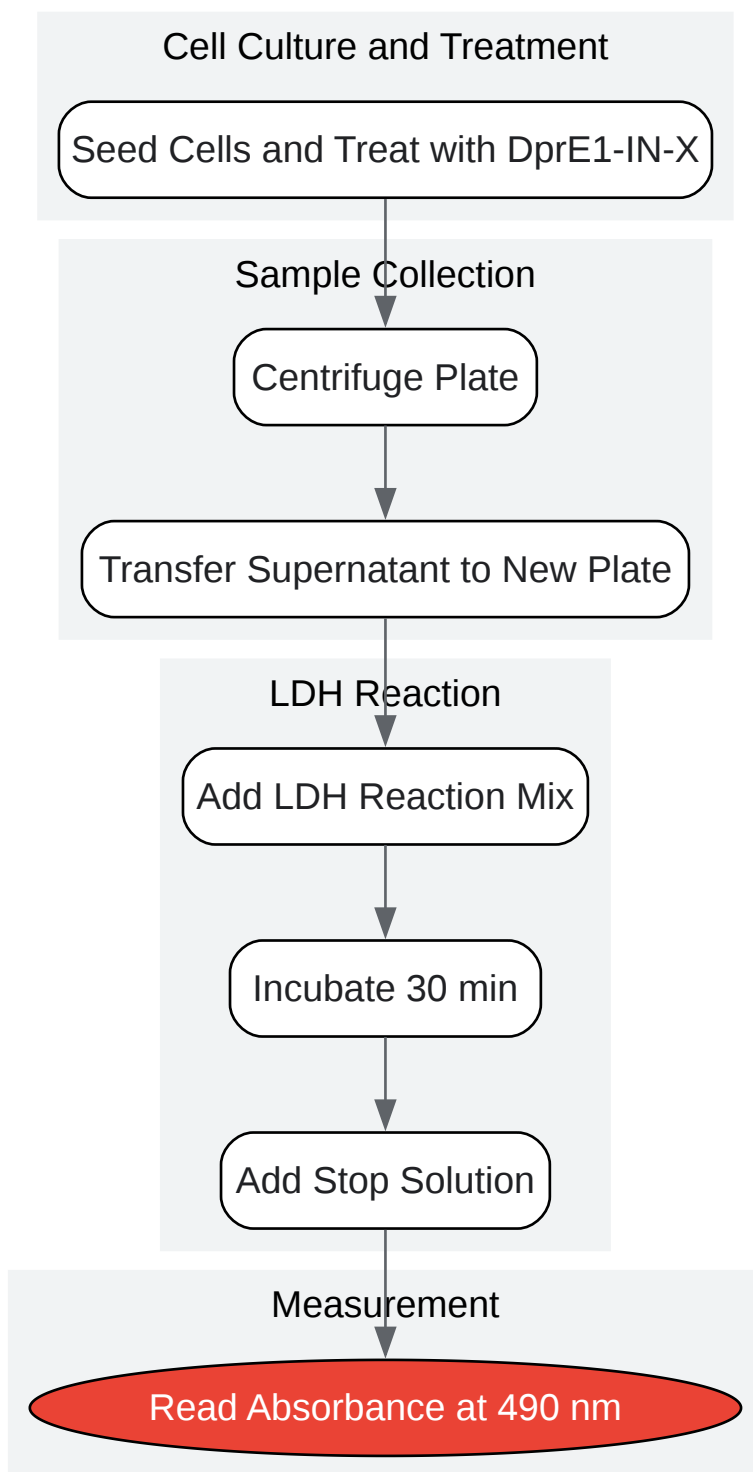 Cell Culture and Treatment
Seed Cells and Treat with DprE1-IN-X
Sample Collection
Centrifuge Plate
Transfer Supernatant to New Plate
LDH Reaction
Add LDH Reaction Mix
Incubate 30 min
Add Stop Solution
Measurement
Read Absorbance at 490 nm